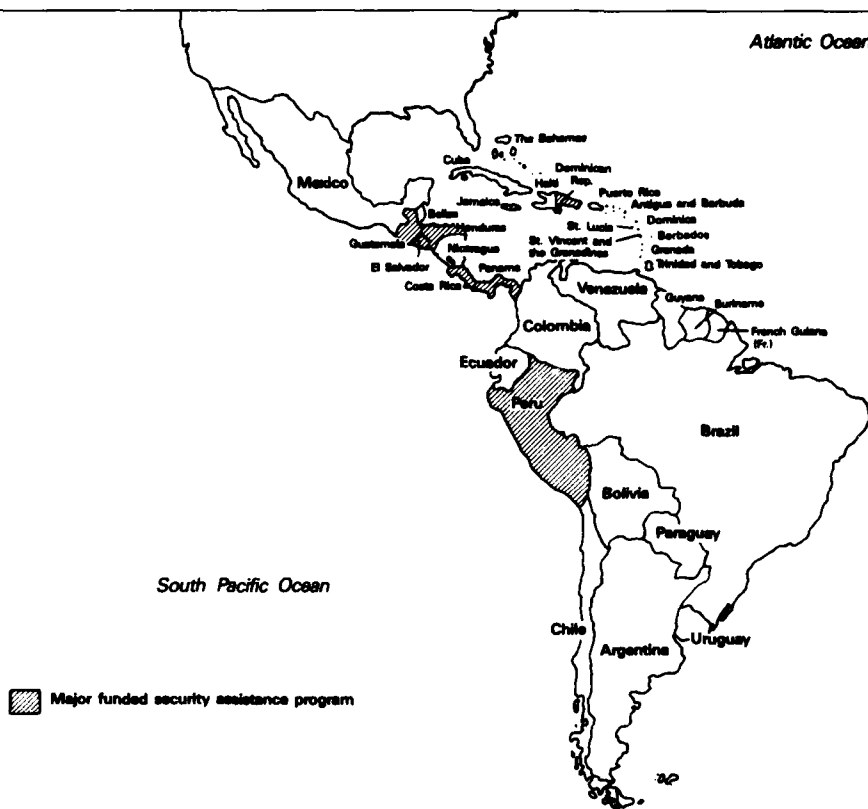 Atlantic Ocean
The Bahamas
Cuba
Dominican
Rep.
Haiti
Mexico
Puerto Rico
Jamaica
Antigua and Barbuda
Belize
Dominica
St. Lucia
Honduras
Barbados
Guatemala
Nicaragua
St. Vincent and
the Grenadines
Grenada
El Salvador
Panama
Trinidad and Tobago
Costa Rica
Venezuela
Guyana
Suriname
Colombia
French Guiana
(Fr.)
Ecuador
Peru
Brazil
Bolivia
Paraguay
South Pacific Ocean
Chile
Uruguay
Argentina
Major funded security assistance program